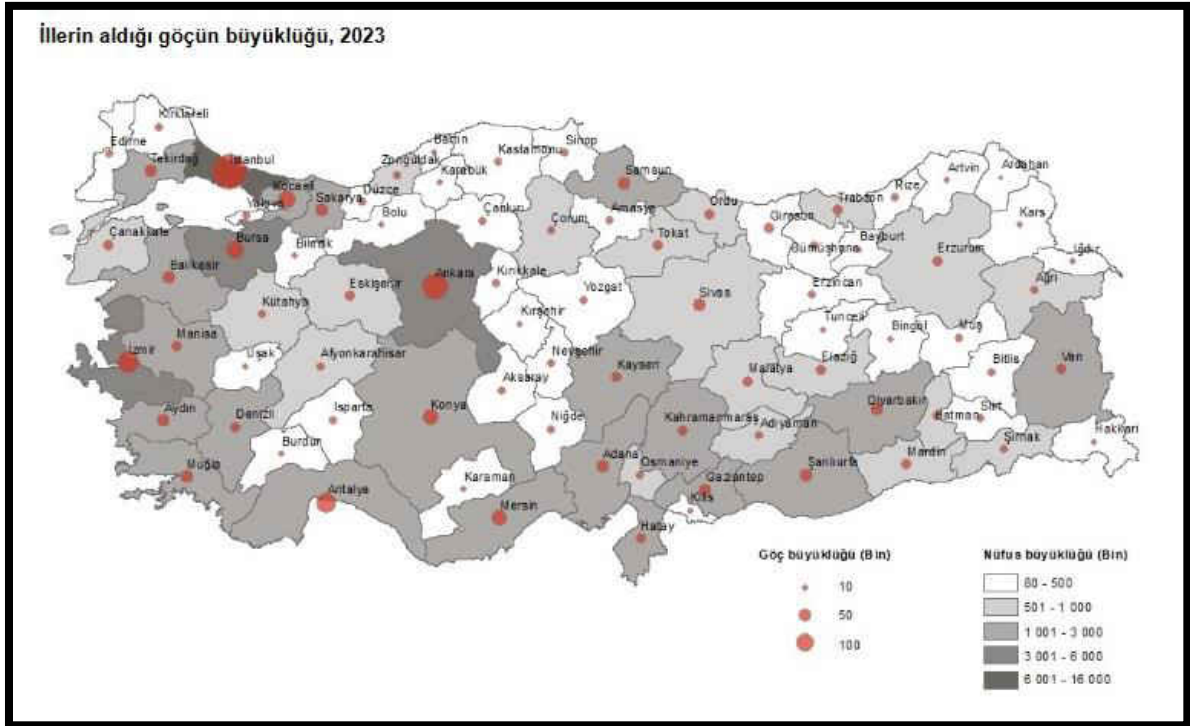 İllerin aldığı göçün büyüklüğü, 2023
Kırklareli
Edirne
Tekirdağ
İstanbul
Kocaeli
Yalova
Sakarya
Düzce
Zonguldak
Bartın
Karabük
Kastamonu
Sinop
Samsun
Çankırı
Bolu
Çorum
Amasya
Ordu
Tokat
Giresun
Trabzon
Rize
Artvin
Ardahan
Kars
Gümüşhane
Bayburt
Erzurum
Iğdır
Ağrı
Çanakkale
Balıkesir
Bursa
Bilecik
Eskişehir
Kütahya
Ankara
Kırıkkale
Yozgat
Kırşehir
Sivas
Erzincan
Tunceli
Bingöl
Muş
Bitlis
Van
İzmir
Manisa
Uşak
Afyonkarahisar
Nevşehir
Aksaray
Kayseri
Malatya
Elazığ
Diyarbakır
Batman
Siirt
Şırnak
Hakkari
Aydın
Denizli
Isparta
Burdur
Konya
Niğde
Kahramanmaraş
Adıyaman
Mardin
Şanlıurfa
Muğla
Antalya
Karaman
Mersin
Adana
Osmaniye
Gaziantep
Kilis
Hatay
Göç büyüklüğü (Bin)
10
50
100
Nüfus büyüklüğü (Bin)
80 - 500
501 - 1 000
1 001 - 3 000
3 001 - 6 000
6 001 - 16 000